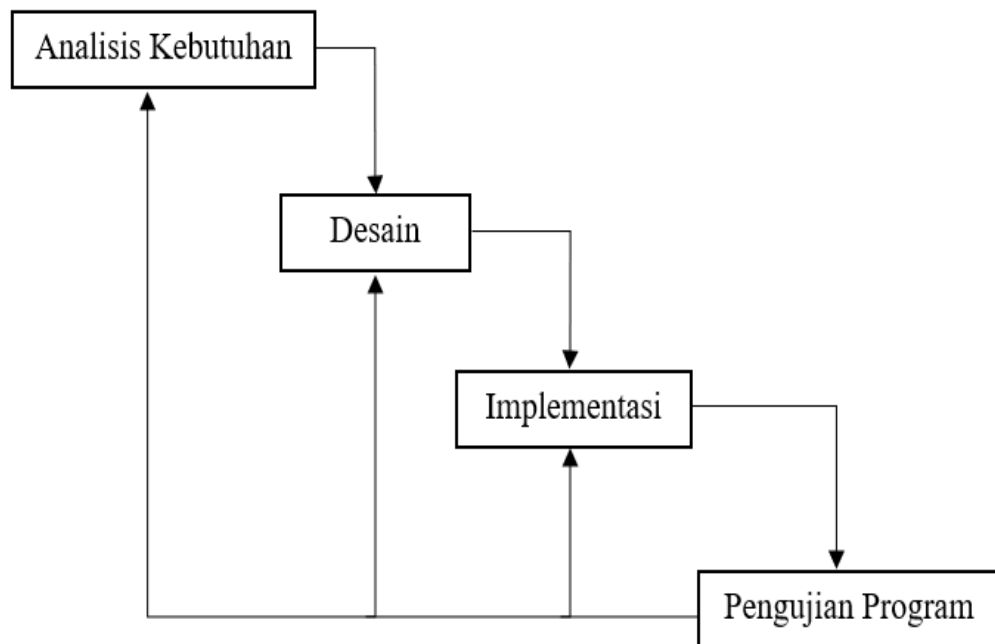 Analisis Kebutuhan
Desain
Implementasi
Pengujian Program